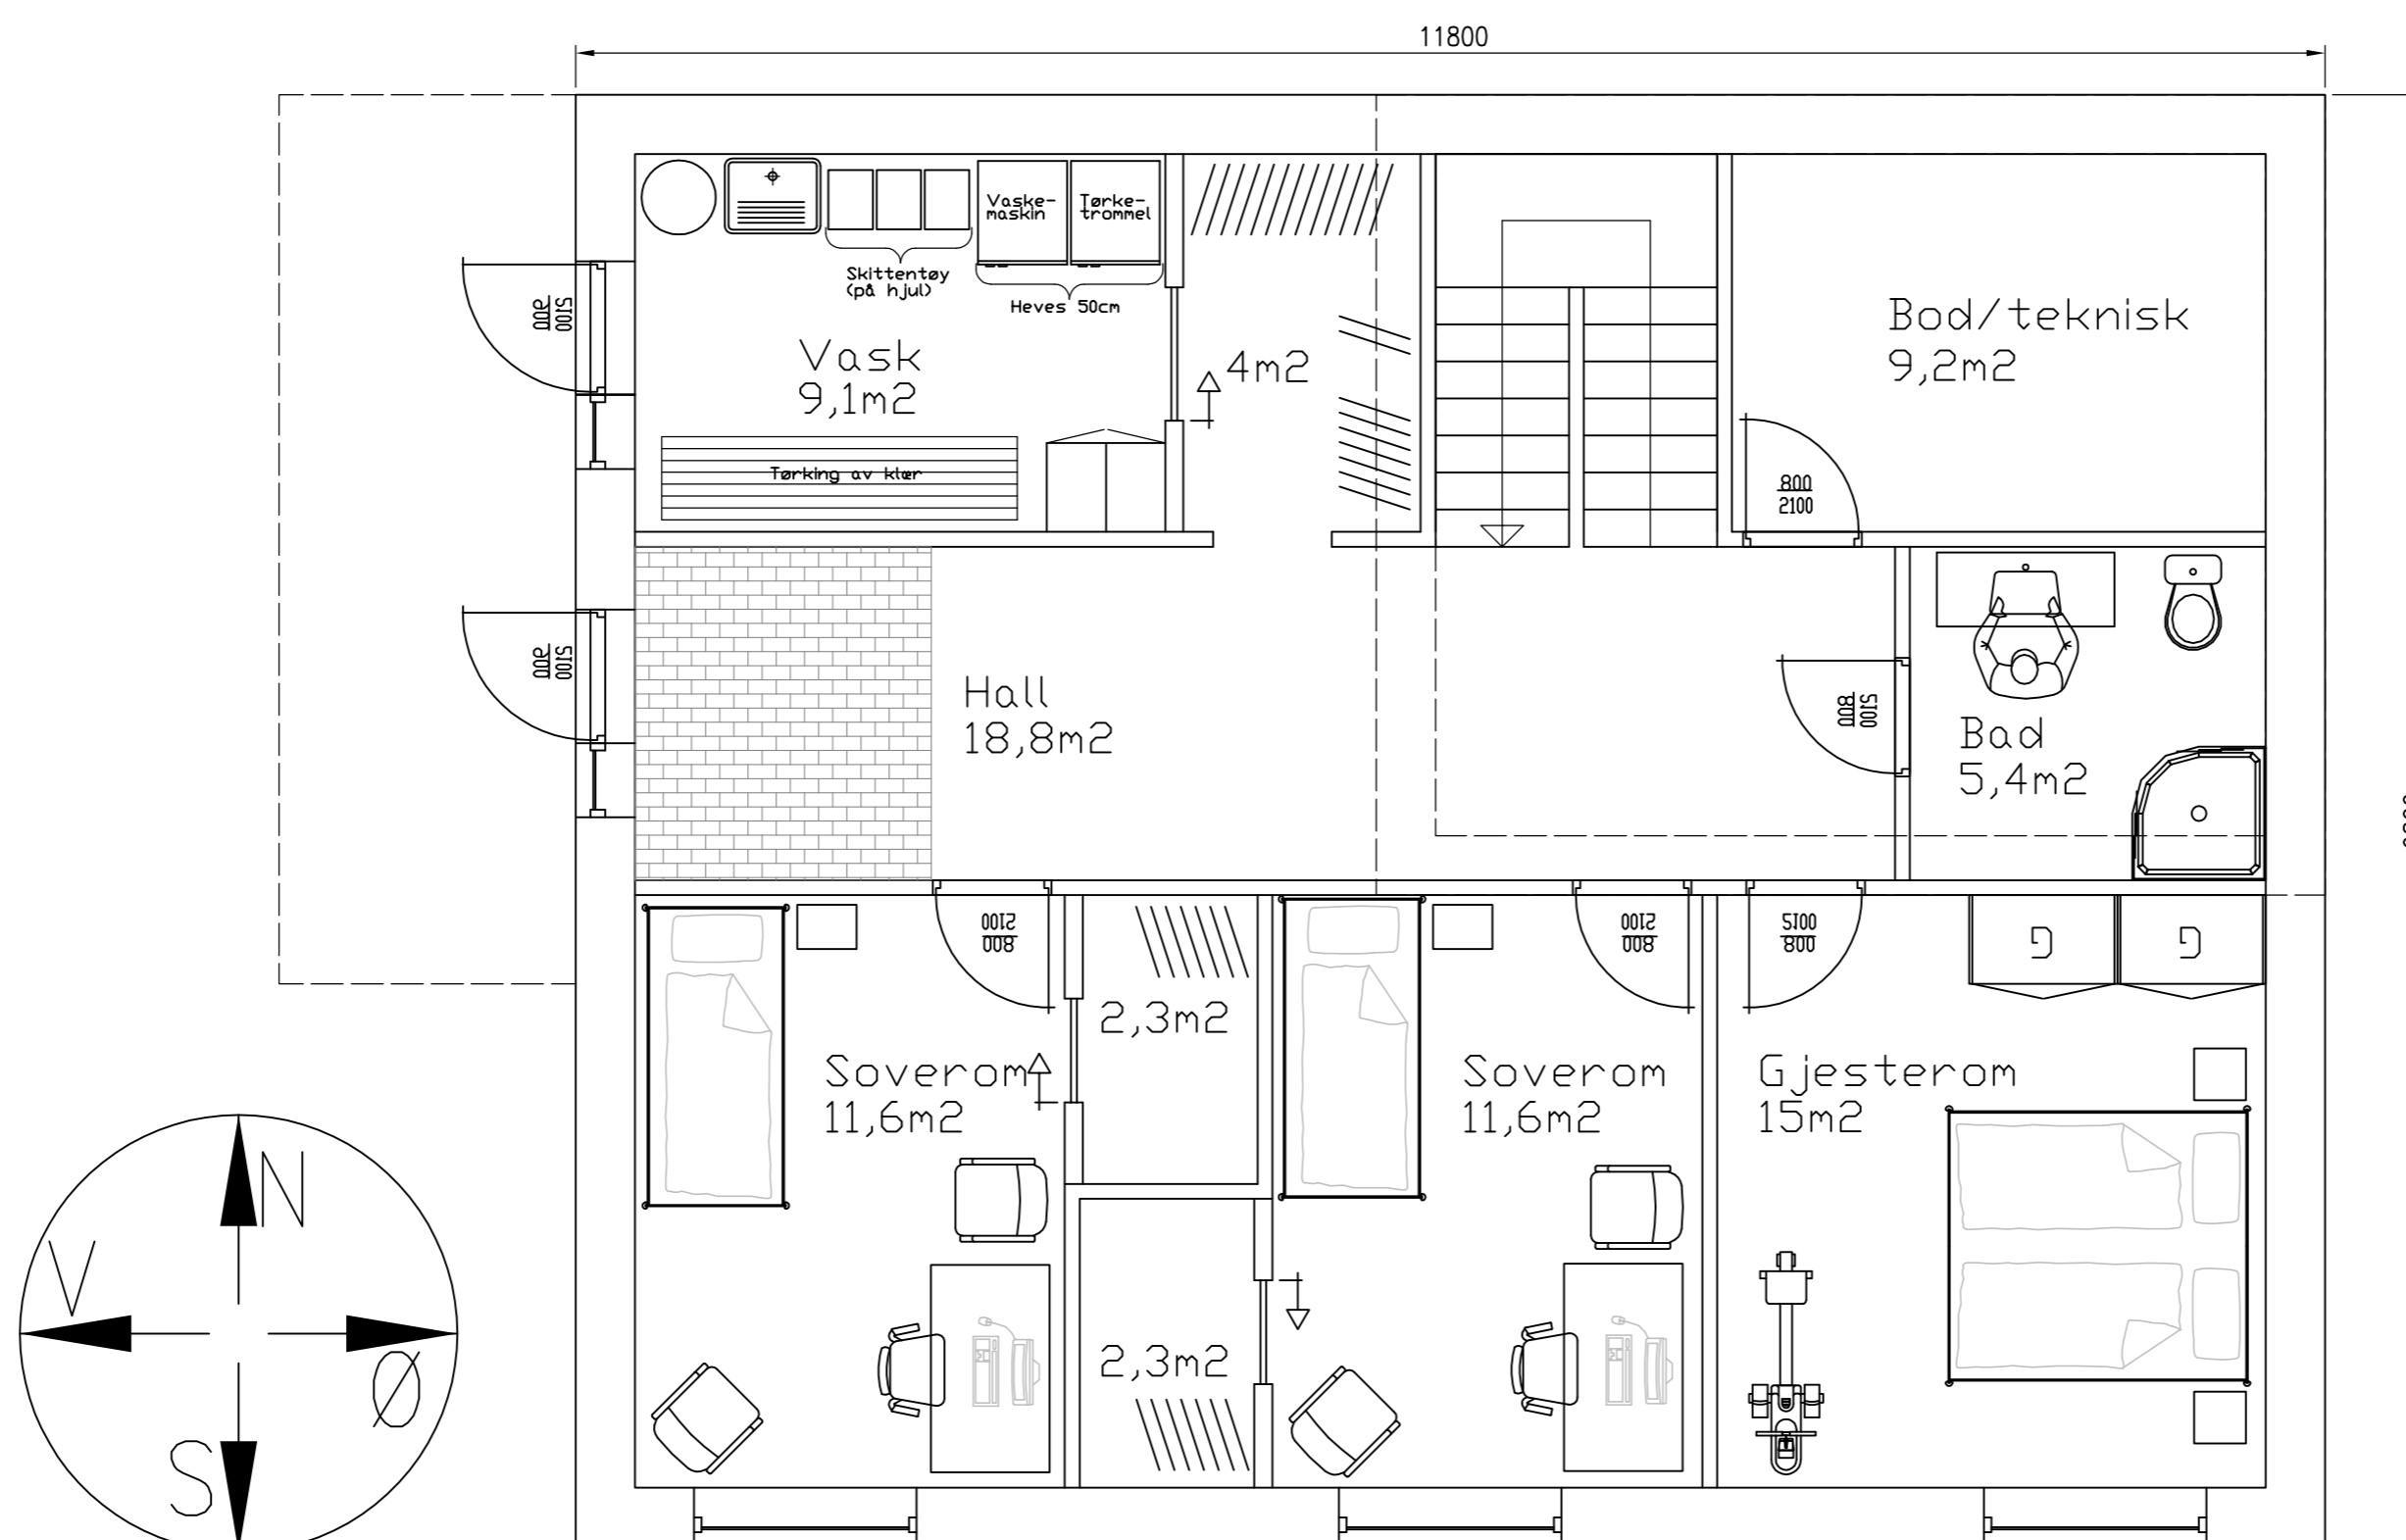 11800
Vaske-
maskin
Tørke-
trommel
Skittentøy
(på hjul)
Heves 50cm
900
2100
Vask
9,1m2
4m2
Bod/teknisk
9,2m2
Tørking av klær
800
2100
900
2100
Hall
18,8m2
800
2100
Bad
5,4m2
800
2100
800
2100
800
2100
G
G
2,3m2
Soverom
11,6m2
Soverom
11,6m2
Gjesterom
15m2
2,3m2
N
V
Ø
S